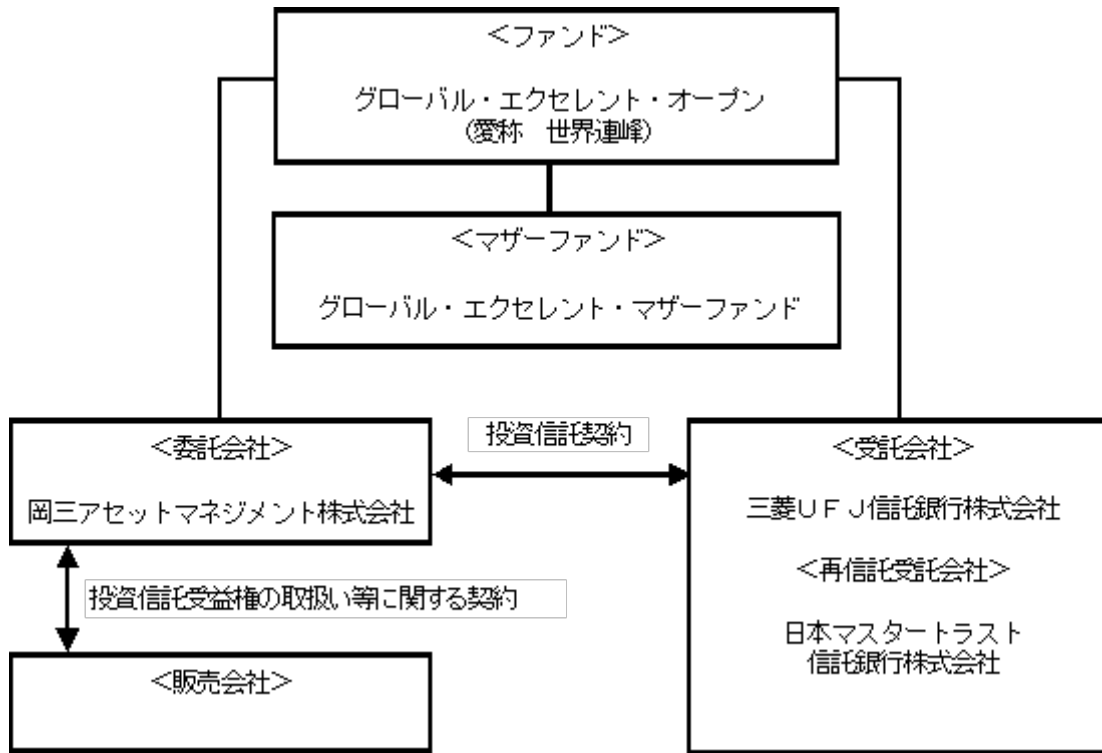 ＜ファンド＞
グローバル・エクセレント・オープン
（愛称　世界連峰）
＜マザーファンド＞
グローバル・エクセレント・マザーファンド
＜委託会社＞
岡三アセットマネジメント株式会社
投資信託契約
＜受託会社＞
三菱ＵＦＪ信託銀行株式会社
＜再信託受託会社＞
日本マスタートラスト
信託銀行株式会社
投資信託受益権の取扱い等に関する契約
＜販売会社＞